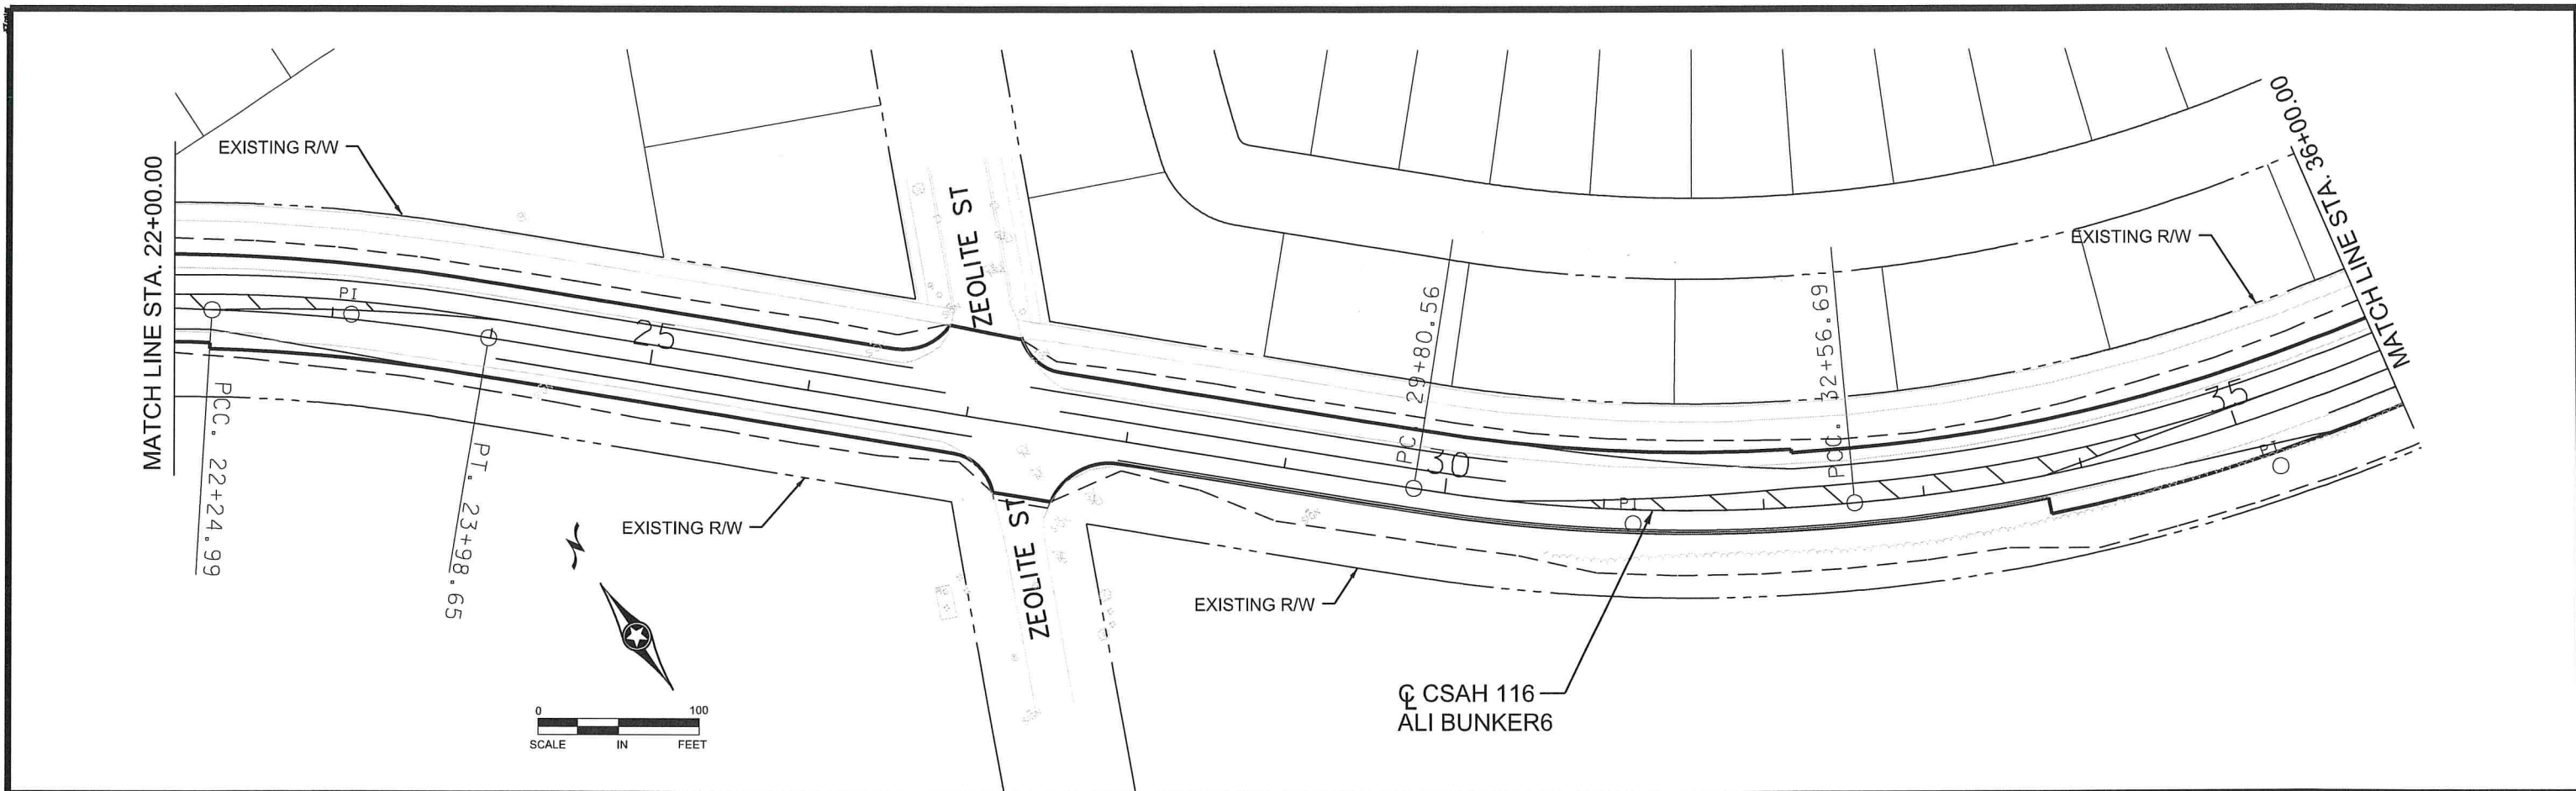 MATCH LINE STA. 22+00.00
EXISTING R/W
PI
PCC. 22+24.99
PT. 23+98.65
25
ZEOLITE ST
EXISTING R/W
ZEOLITE ST
0 100
SCALE IN FEET
PC. 29+80.56
30
EXISTING R/W
PI
PCC. 32+56.69
℄ CSAH 116
ALI BUNKER6
EXISTING R/W
35
PI
MATCH LINE STA. 36+00.00